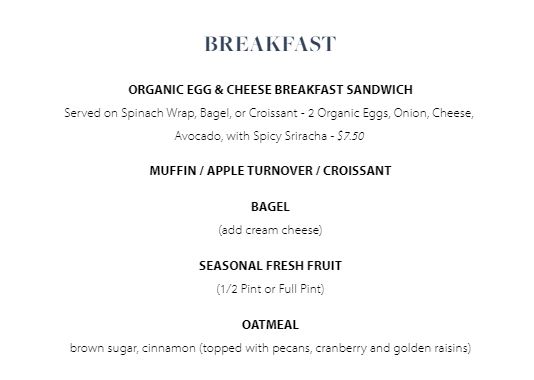 BREAKFAST
ORGANIC EGG & CHEESE BREAKFAST SANDWICH
Served on Spinach Wrap, Bagel, or Croissant - 2 Organic Eggs, Onion, Cheese,
Avocado, with Spicy Sriracha - $7.50
MUFFIN / APPLE TURNOVER / CROISSANT
BAGEL
(add cream cheese)
SEASONAL FRESH FRUIT
(1/2 Pint or Full Pint)
OATMEAL
brown sugar, cinnamon (topped with pecans, cranberry and golden raisins)